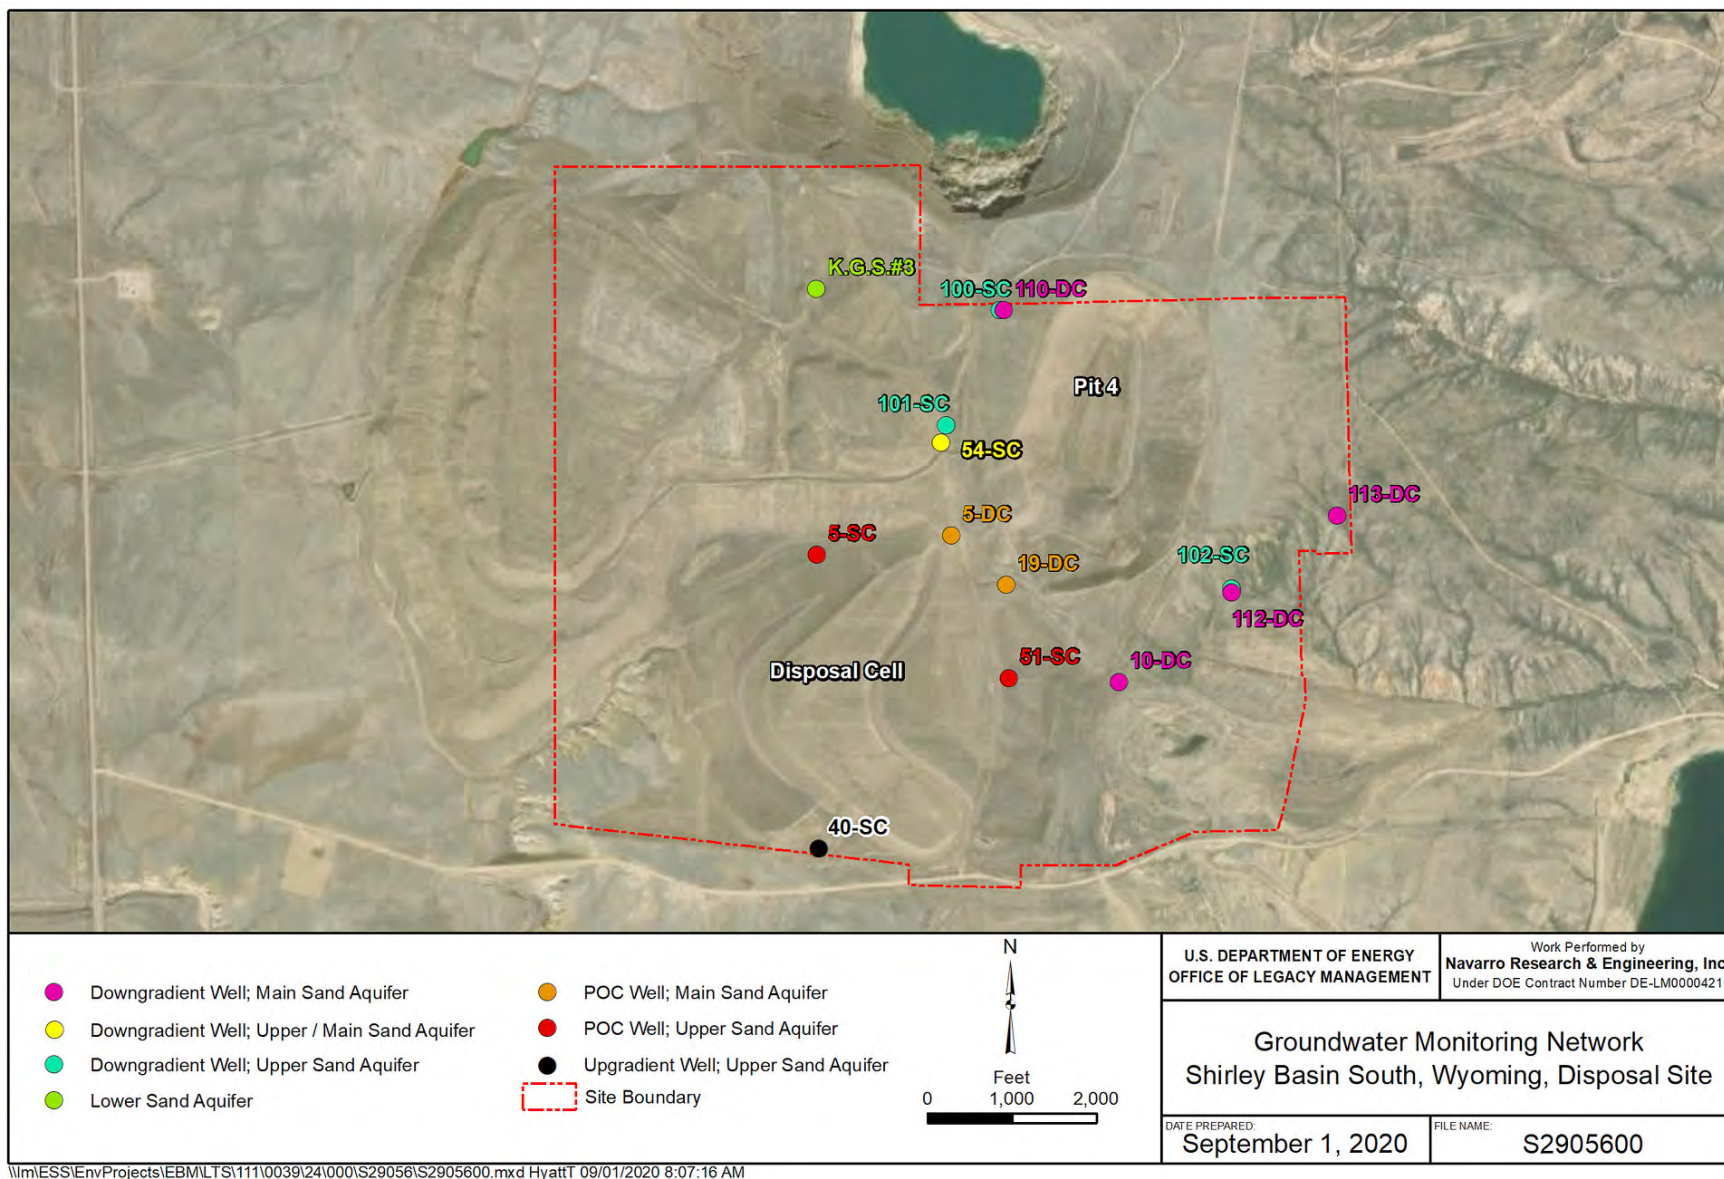 K.G.S.#3
100-SC
110-DC
Pit 4
101-SC
54-SC
113-DC
5-DC
5-SC
102-SC
19-DC
112-DC
51-SC
10-DC
Disposal Cell
40-SC
Downgradient Well; Main Sand Aquifer
Downgradient Well; Upper / Main Sand Aquifer
Downgradient Well; Upper Sand Aquifer
Lower Sand Aquifer
POC Well; Main Sand Aquifer
POC Well; Upper Sand Aquifer
Upgradient Well; Upper Sand Aquifer
Site Boundary
N
Feet
0 1,000 2,000
U.S. DEPARTMENT OF ENERGY
OFFICE OF LEGACY MANAGEMENT
Work Performed by
Navarro Research & Engineering, Inc
Under DOE Contract Number DE-LM0000421
Groundwater Monitoring Network
Shirley Basin South, Wyoming, Disposal Site
DATE PREPARED:
September 1, 2020
FILE NAME:
S2905600
\\lm\ESS\EnvProjects\EBM\LTS\111\0039\24\000\S29056\S2905600.mxd HyattT 09/01/2020 8:07:16 AM